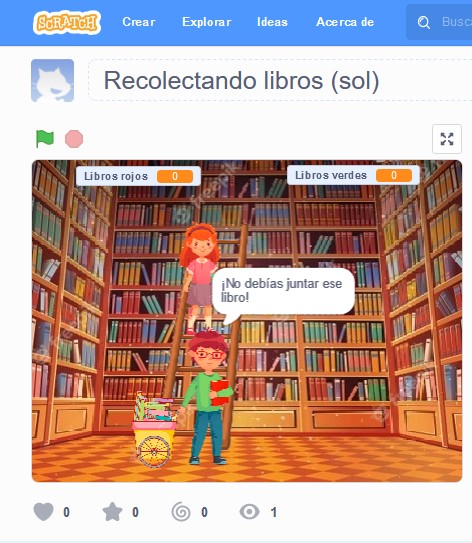 SCRATCH Crear Explorar Ideas Acerca de Busc
Recolectando libros (sol)
Libros rojos 0 Libros verdes 0
¡No debías juntar ese
libro!
0 0 0 1